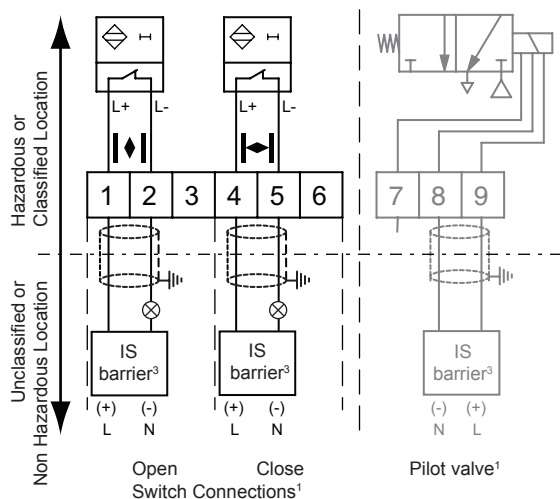 Hazardous or
Classified Location
Unclassified or
Non Hazardous Location
L+ L- L+ L-
1 2 3 4 5 6 7 8 9
IS
barrier³
IS
barrier³
IS
barrier³
(+) (-) (+) (-) (-) (+)
L N L N N L
Open Close Pilot valve¹
Switch Connections¹